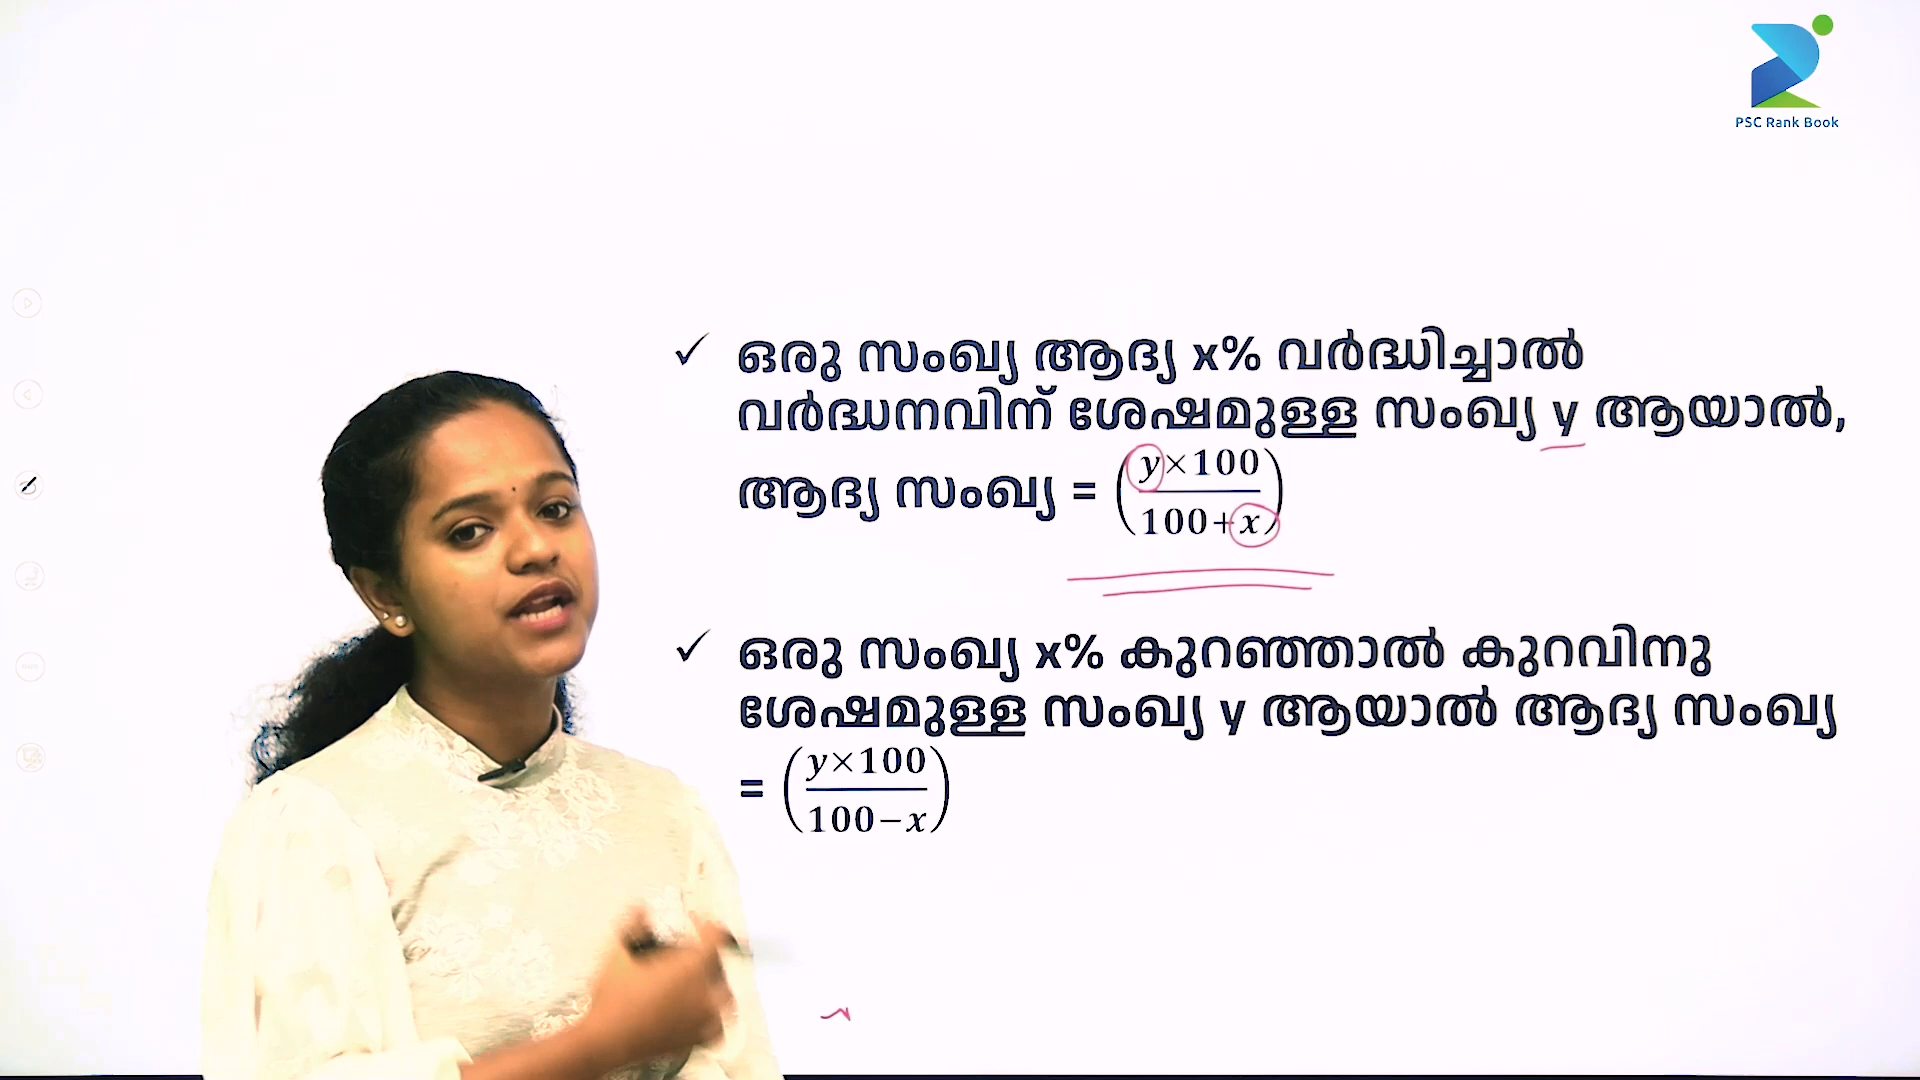 PSC Rank Book
✓ ഒരു സംഖ്യ ആദ്യ x% വർദ്ധിച്ചാൽ
വർദ്ധനവിന് ശേഷമുള്ള സംഖ്യ y ആയാൽ,
ആദ്യ സംഖ്യ = (y×100 / 100+x)
✓ ഒരു സംഖ്യ x% കുറഞ്ഞാൽ കുറവിനു
ശേഷമുള്ള സംഖ്യ y ആയാൽ ആദ്യ സംഖ്യ
= (y×100 / 100−x)